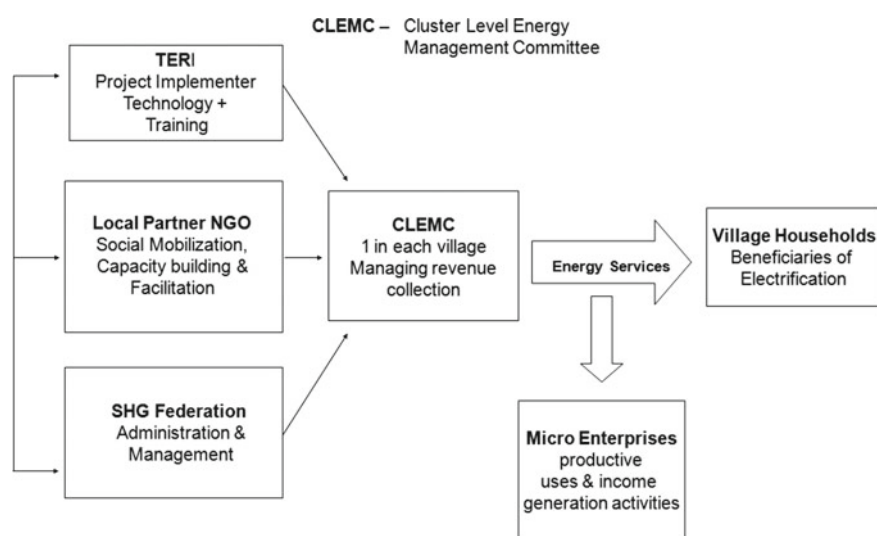 CLEMC – Cluster Level Energy
Management Committee
TERI
Project Implementer
Technology +
Training
Local Partner NGO
Social Mobilization,
Capacity building &
Facilitation
SHG Federation
Administration &
Management
CLEMC
1 in each village
Managing revenue
collection
Energy Services
Village Households
Beneficiaries of
Electrification
Micro Enterprises
productive
uses & income
generation activities